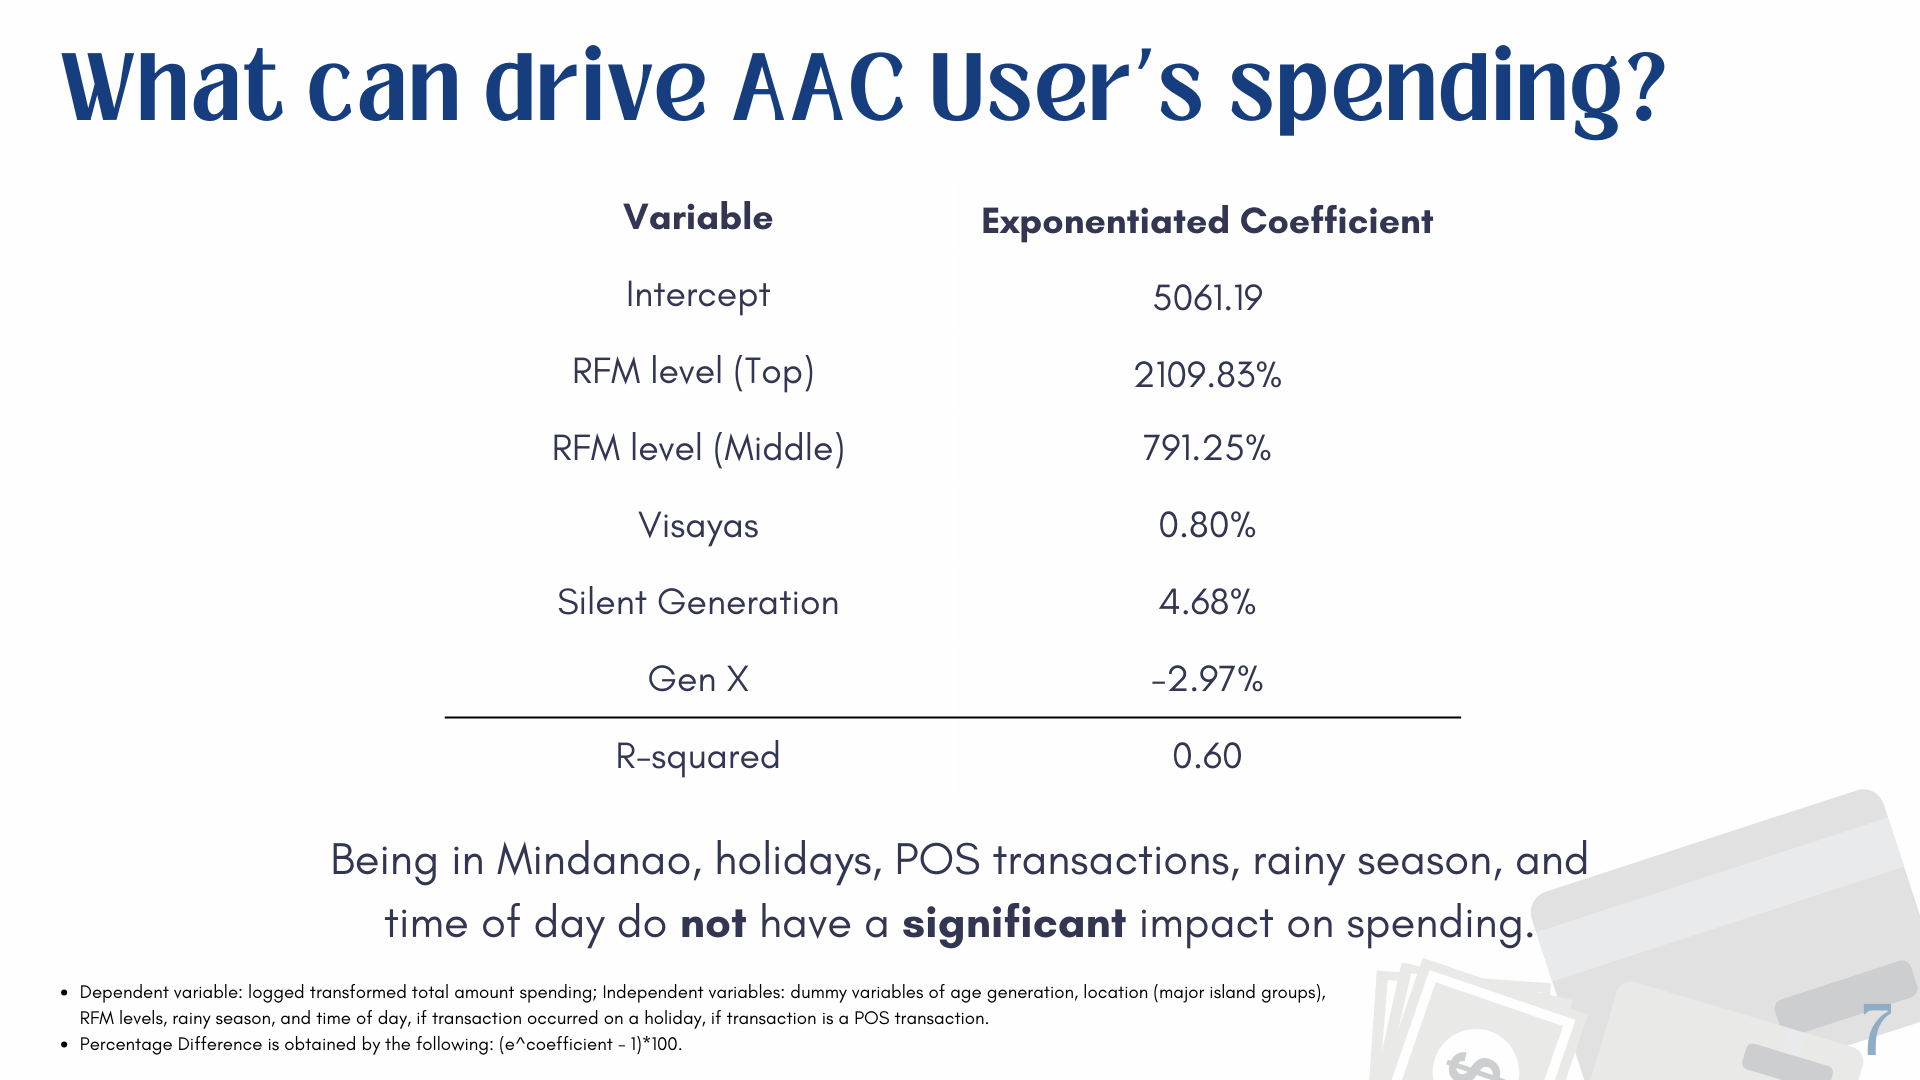 What can drive AAC User's spending?
Variable Exponentiated Coefficient
Intercept 5061.19
RFM level (Top) 2109.83%
RFM level (Middle) 791.25%
Visayas 0.80%
Silent Generation 4.68%
Gen X -2.97%
R-squared 0.60
Being in Mindanao, holidays, POS transactions, rainy season, and
time of day do not have a significant impact on spending.
• Dependent variable: logged transformed total amount spending; Independent variables: dummy variables of age generation, location (major island groups),
RFM levels, rainy season, and time of day, if transaction occurred on a holiday, if transaction is a POS transaction.
• Percentage Difference is obtained by the following: (e^coefficient - 1)*100.
$
7